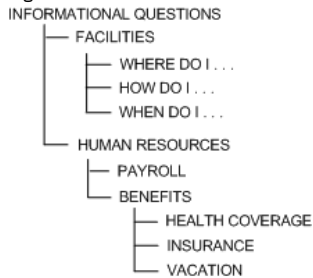 INFORMATIONAL QUESTIONS
FACILITIES
WHERE DO I . . .
HOW DO I . . .
WHEN DO I . . .
HUMAN RESOURCES
PAYROLL
BENEFITS
HEALTH COVERAGE
INSURANCE
VACATION